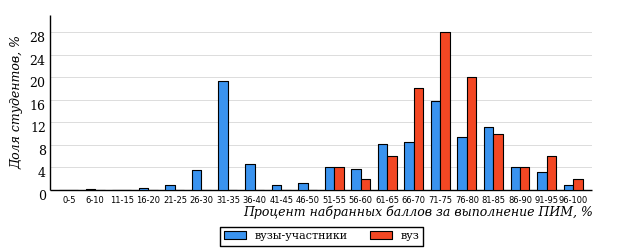 Доля студентов, %
28
24
20
16
12
8
4
0
0-5 6-10 11-15 16-20 21-25 26-30 31-35 36-40 41-45 46-50 51-55 56-60 61-65 66-70 71-75 76-80 81-85 86-90 91-95 96-100
Процент набранных баллов за выполнение ПИМ, %
вузы-участники вуз